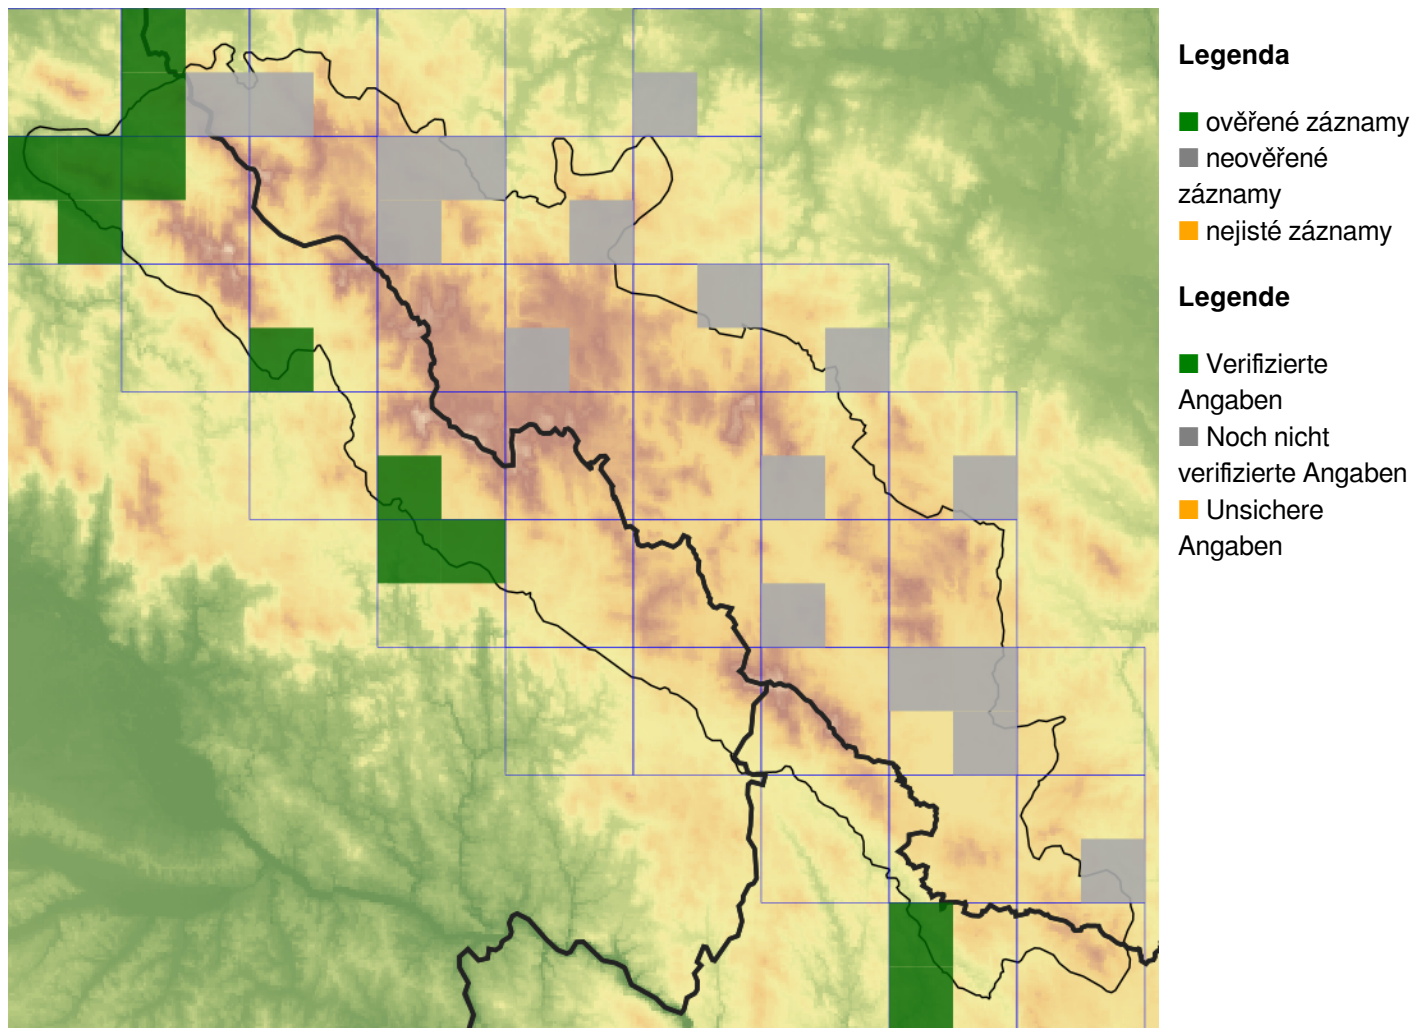 Legenda
ověřené záznamy
neověřené
záznamy
nejisté záznamy
Legende
Verifizierte
Angaben
Noch nicht
verifizierte Angaben
Unsichere
Angaben